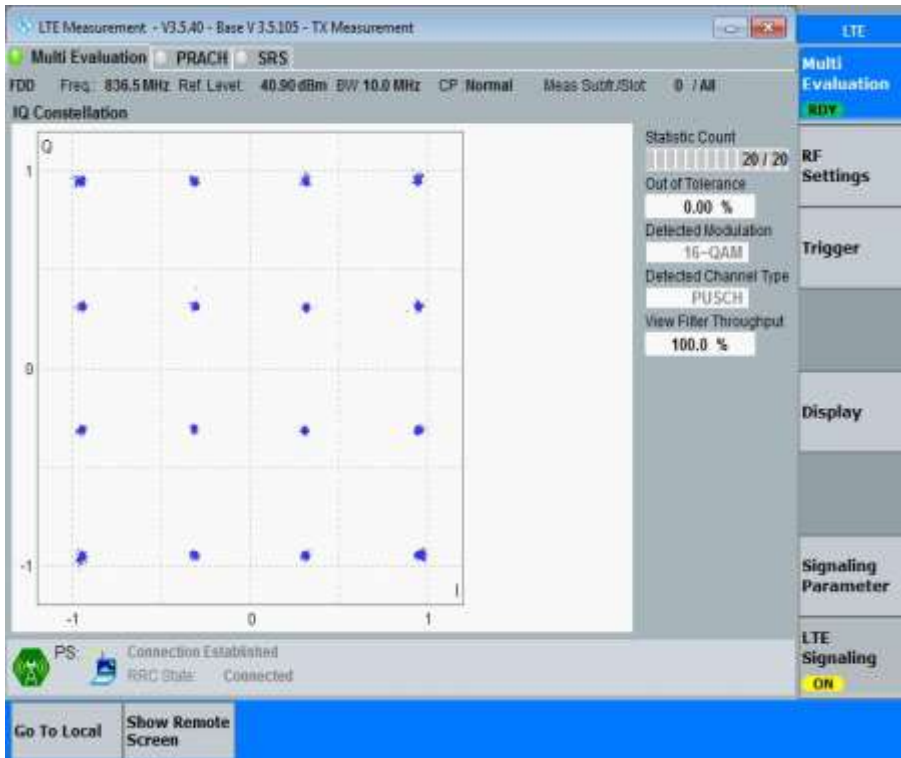 LTE Measurement - V3.5.40 - Base V 3.5.105 - TX Measurement
Multi Evaluation PRACH SRS
FDD Freq.: 836.5 MHz Ref. Level: 40.90 dBm BW: 10.0 MHz CP: Normal Meas Subfr./Slot: 0 / All
IQ Constellation
Q
1
0
-1
I
-1 0 1
Statistic Count
20 / 20
Out of Tolerance
0.00 %
Detected Modulation
16-QAM
Detected Channel Type
PUSCH
View Filter Throughput
100.0 %
PS:
Connection Established
RRC State: Connected
LTE
Multi Evaluation
RDY
RF Settings
Trigger
Display
Signaling Parameter
LTE Signaling
ON
Go To Local
Show Remote Screen